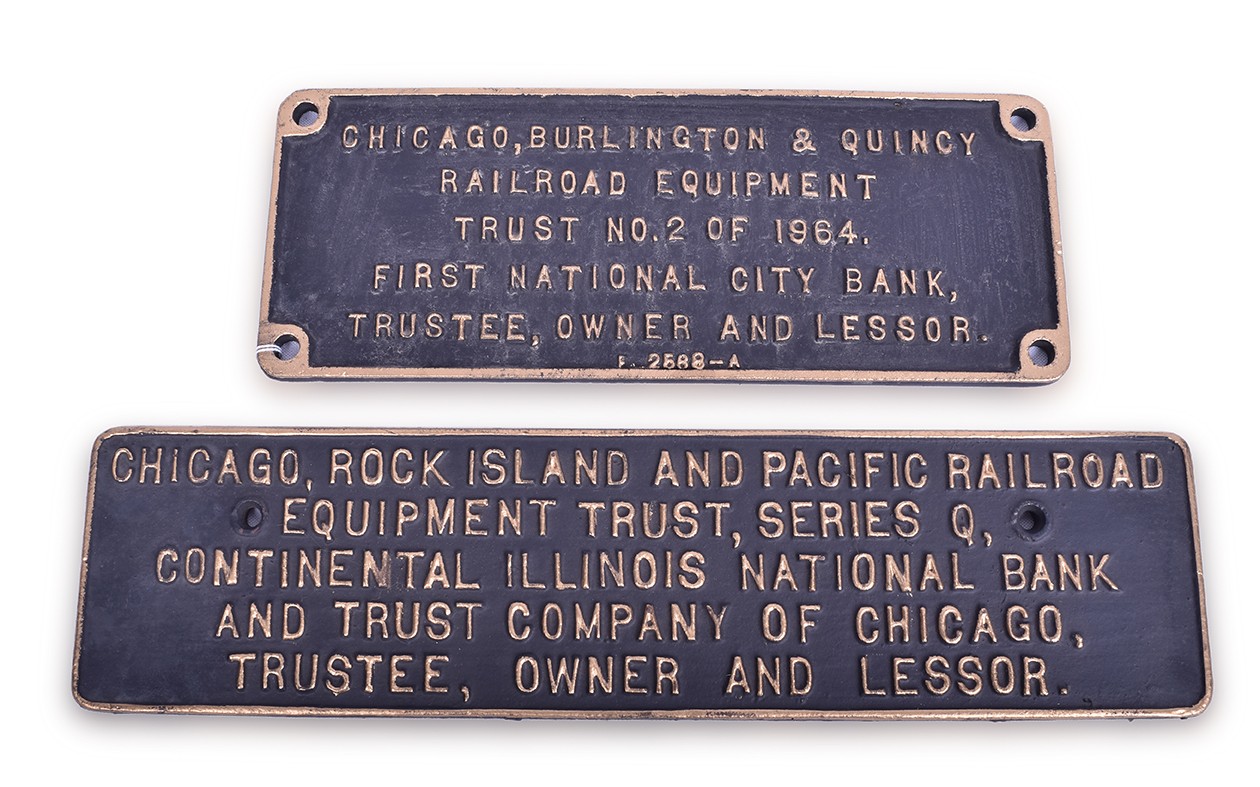 CHICAGO, BURLINGTON & QUINCY
RAILROAD EQUIPMENT
TRUST NO.2 OF 1964.
FIRST NATIONAL CITY BANK,
TRUSTEE, OWNER AND LESSOR.
2568-A
CHICAGO, ROCK ISLAND AND PACIFIC RAILROAD
EQUIPMENT TRUST, SERIES Q,
CONTINENTAL ILLINOIS NATIONAL BANK
AND TRUST COMPANY OF CHICAGO,
TRUSTEE, OWNER AND LESSOR.